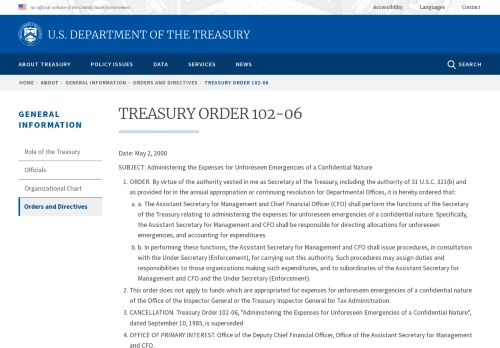 An official website of the United States Government
Accessibility Languages Contact
U.S. DEPARTMENT OF THE TREASURY
ABOUT TREASURY POLICY ISSUES DATA SERVICES NEWS SEARCH
HOME › ABOUT › GENERAL INFORMATION › ORDERS AND DIRECTIVES › TREASURY ORDER 102-06
GENERAL
INFORMATION
Role of the Treasury
Officials
Organizational Chart
Orders and Directives
TREASURY ORDER 102-06
Date: May 2, 2000
SUBJECT: Administering the Expenses for Unforeseen Emergencies of a Confidential Nature
1. ORDER. By virtue of the authority vested in me as Secretary of the Treasury, including the authority of 31 U.S.C. 321(b) and
as provided for in the annual appropriation or continuing resolution for Departmental Offices, it is hereby ordered that:
a. a. The Assistant Secretary for Management and Chief Financial Officer (CFO) shall perform the functions of the Secretary
of the Treasury relating to administering the expenses for unforeseen emergencies of a confidential nature. Specifically,
the Assistant Secretary for Management and CFO shall be responsible for directing allocations for unforeseen
emergencies, and accounting for expenditures.
b. b. In performing these functions, the Assistant Secretary for Management and CFO shall issue procedures, in consultation
with the Under Secretary (Enforcement), for carrying out this authority. Such procedures may assign duties and
responsibilities to those organizations making such expenditures, and to subordinates of the Assistant Secretary for
Management and CFO and the Under Secretary (Enforcement).
2. This order does not apply to funds which are appropriated for expenses for unforeseen emergencies of a confidential nature
of the Office of the Inspector General or the Treasury Inspector General for Tax Administration.
3. CANCELLATION. Treasury Order 102-06, "Administering the Expenses for Unforeseen Emergencies of a Confidential Nature",
dated September 10, 1985, is superseded
4. OFFICE OF PRIMARY INTEREST. Office of the Deputy Chief Financial Officer, Office of the Assistant Secretary for Management
and CFO.